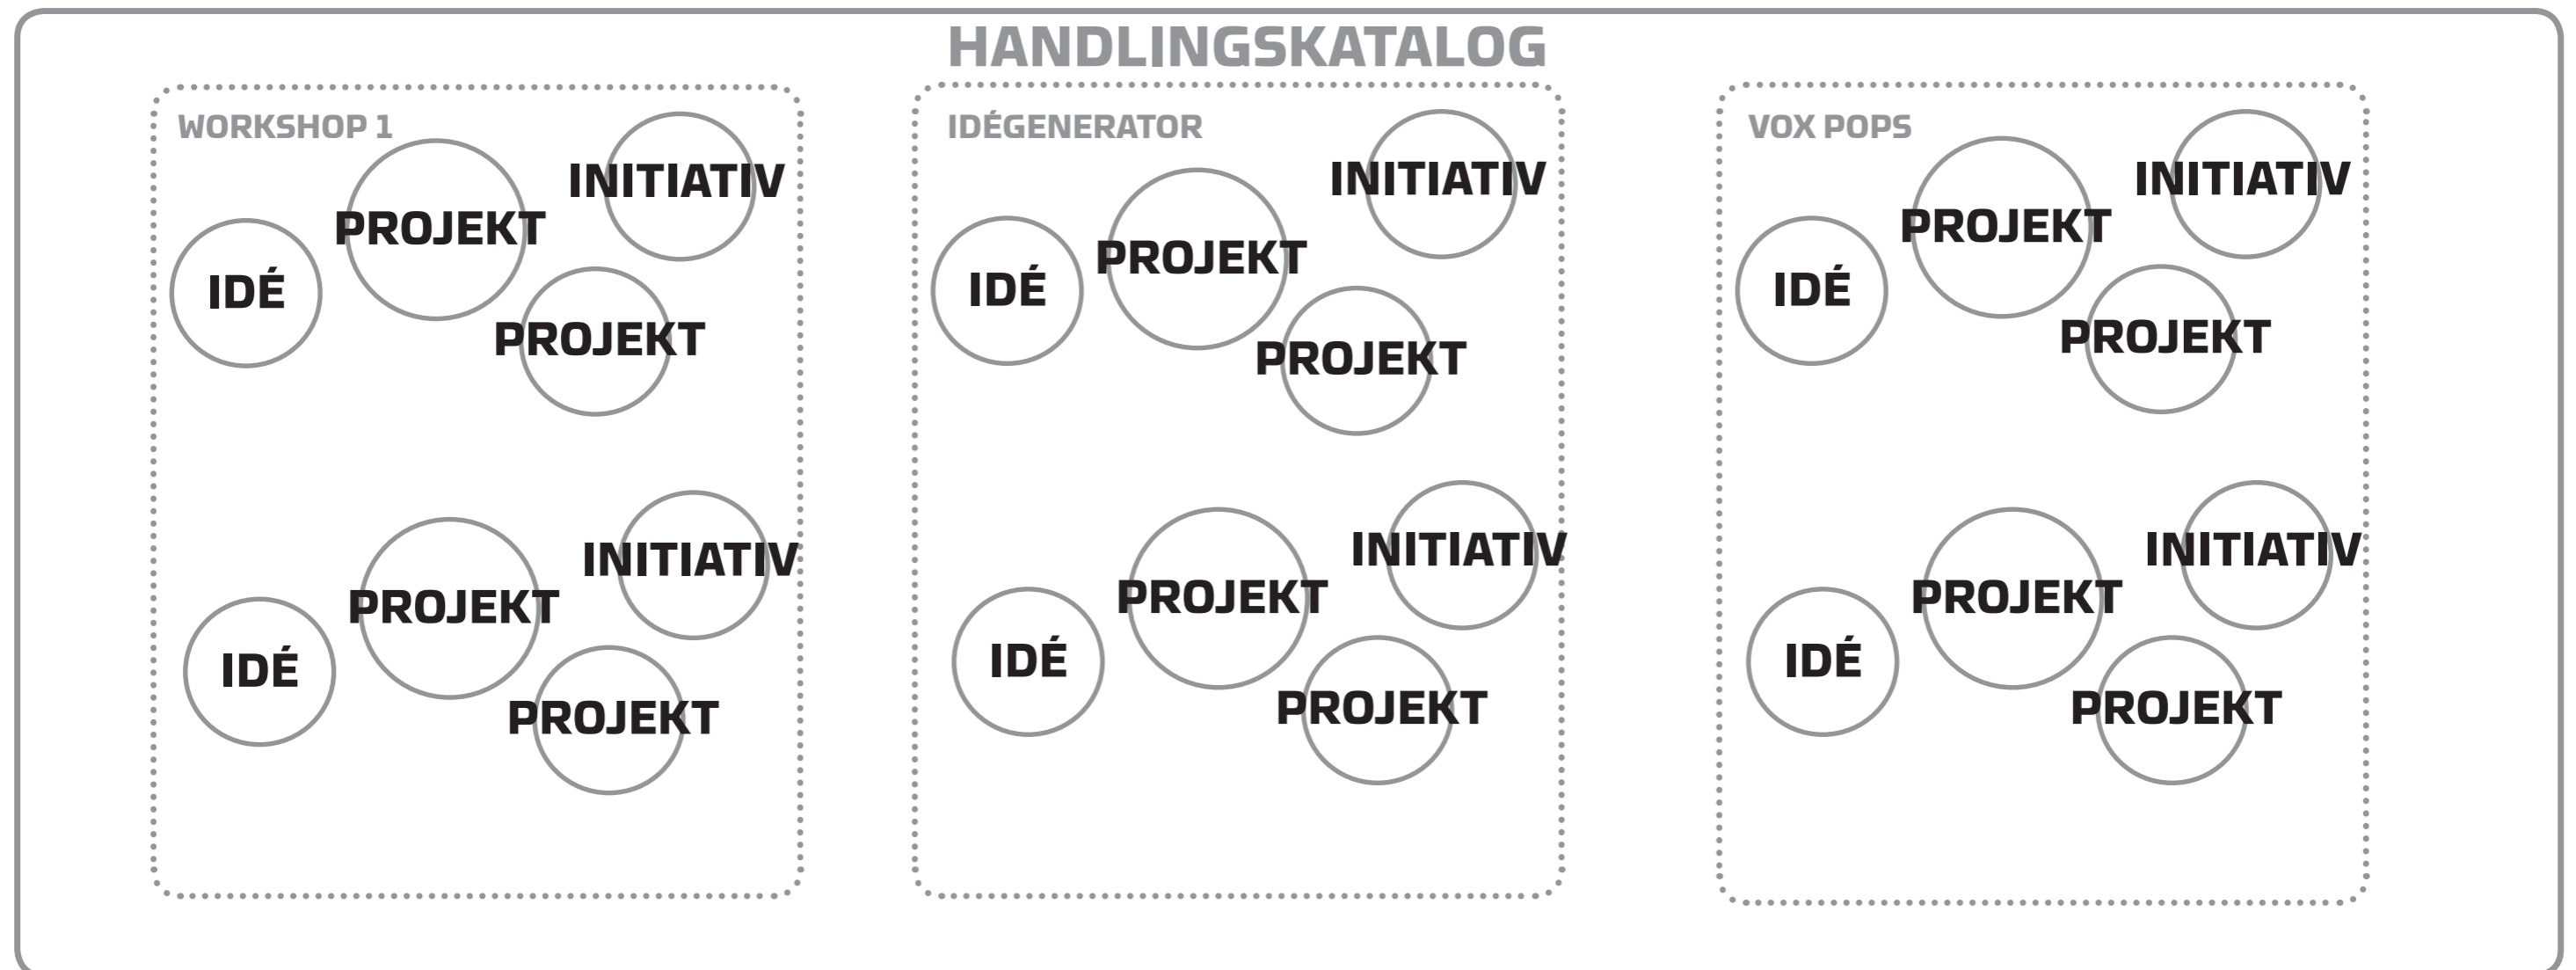 HANDLINGSKATALOG
WORKSHOP 1
INITIATIV
PROJEKT
IDÉ
PROJEKT
INITIATIV
PROJEKT
IDÉ
PROJEKT
IDÉGENERATOR
INITIATIV
PROJEKT
IDÉ
PROJEKT
INITIATIV
PROJEKT
IDÉ
PROJEKT
VOX POPS
INITIATIV
PROJEKT
IDÉ
PROJEKT
INITIATIV
PROJEKT
IDÉ
PROJEKT